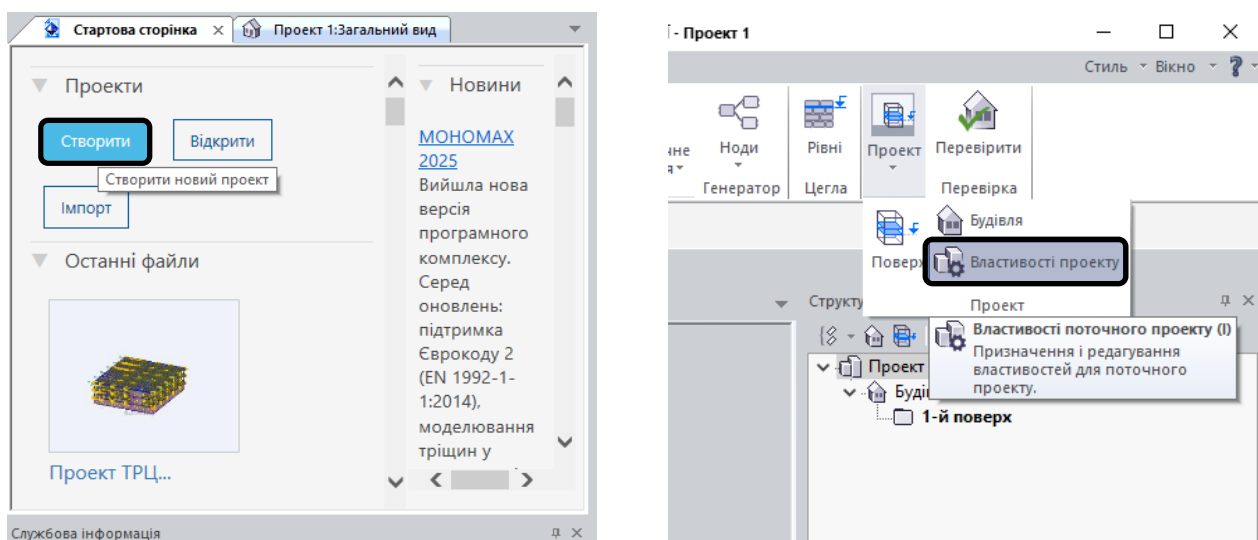 Стартова сторінка
Проект 1:Загальний вид
Проекти
Створити
Відкрити
Створити новий проект
Імпорт
Останні файли
Проект ТРЦ...
Новини
МОНОМАХ
2025
Вийшла нова
версія
програмного
комплексу.
Серед
оновлень:
підтримка
Єврокоду 2
(EN 1992-1-
1:2014),
моделювання
тріщин у
Службова інформація
- Проект 1
Стиль
Вікно
Ноди
Рівні
Проект
Перевірити
Генератор
Цегла
Перевірка
Будівля
Поверх
Властивості проекту
Проект
Структу
Властивості поточного проекту (I)
Призначення і редагування
властивостей для поточного
проекту.
Проект
Будів
1-й поверх